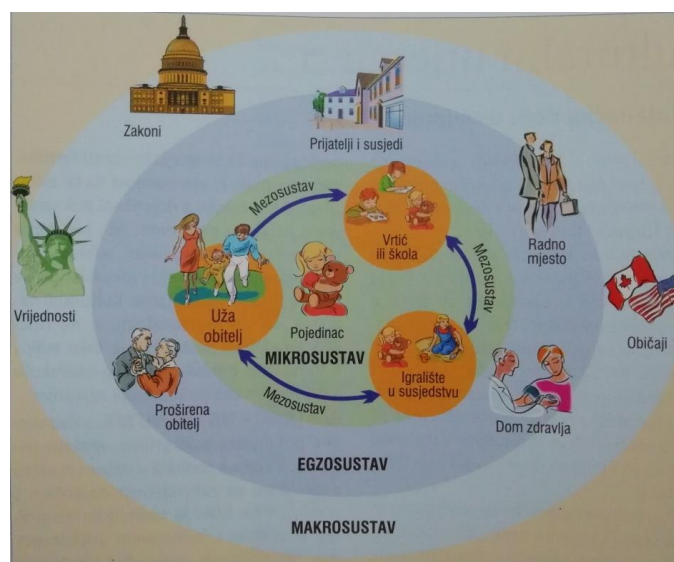 Zakoni
Prijatelji i susjedi
Mezosustav
Vrtić
ili škola
Mezosustav
Radno
mjesto
Vrijednosti
Uža
obitelj
Pojedinac
MIKROSUSTAV
Običaji
Igralište
u susjedstvu
Mezosustav
Proširena
obitelj
Dom zdravlja
EGZOSUSTAV
MAKROSUSTAV